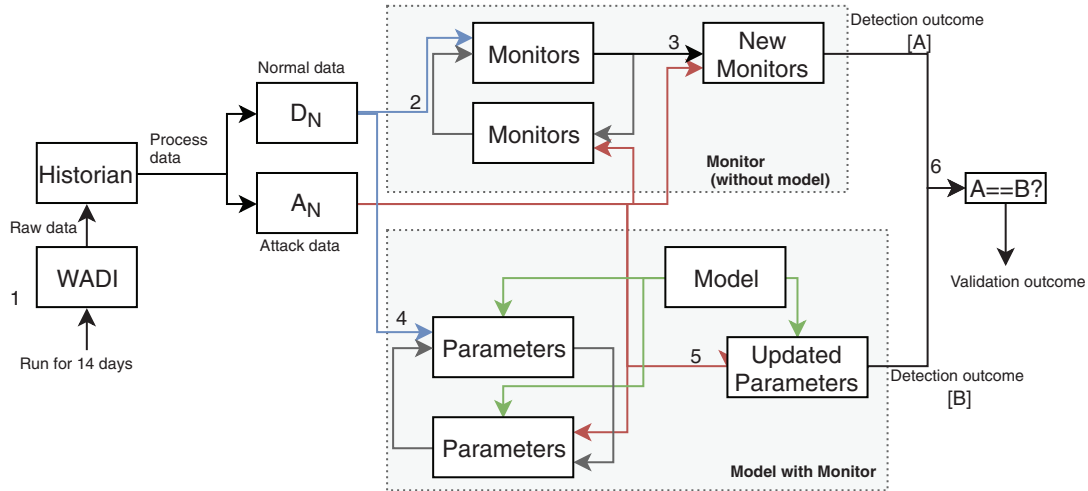 Detection outcome
[A]
Normal data
D_N
2
Monitors
3
New
Monitors
Monitors
Process
data
Historian
Monitor
(without model)
6
A==B?
A_N
Raw data
Attack data
WADI
1
Model
Validation outcome
4
Run for 14 days
Parameters
5
Updated
Parameters
Detection outcome
[B]
Parameters
Model with Monitor